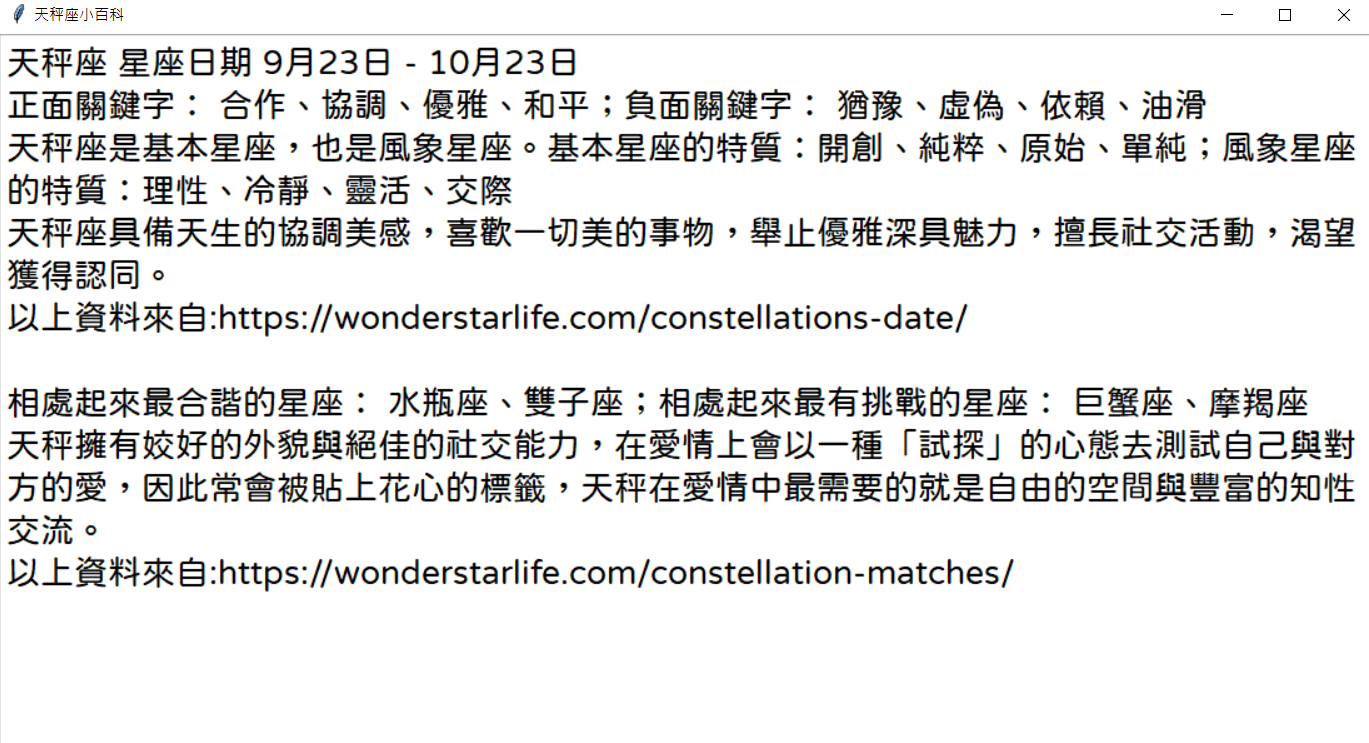 天秤座小百科
天秤座 星座日期 9月23日 - 10月23日
正面關鍵字： 合作、協調、優雅、和平；負面關鍵字： 猶豫、虛偽、依賴、油滑
天秤座是基本星座，也是風象星座。基本星座的特質：開創、純粹、原始、單純；風象星座
的特質：理性、冷靜、靈活、交際
天秤座具備天生的協調美感，喜歡一切美的事物，舉止優雅深具魅力，擅長社交活動，渴望
獲得認同。
以上資料來自:https://wonderstarlife.com/constellations-date/
相處起來最合諧的星座： 水瓶座、雙子座；相處起來最有挑戰的星座： 巨蟹座、摩羯座
天秤擁有姣好的外貌與絕佳的社交能力，在愛情上會以一種「試探」的心態去測試自己與對
方的愛，因此常會被貼上花心的標籤，天秤在愛情中最需要的就是自由的空間與豐富的知性
交流。
以上資料來自:https://wonderstarlife.com/constellation-matches/